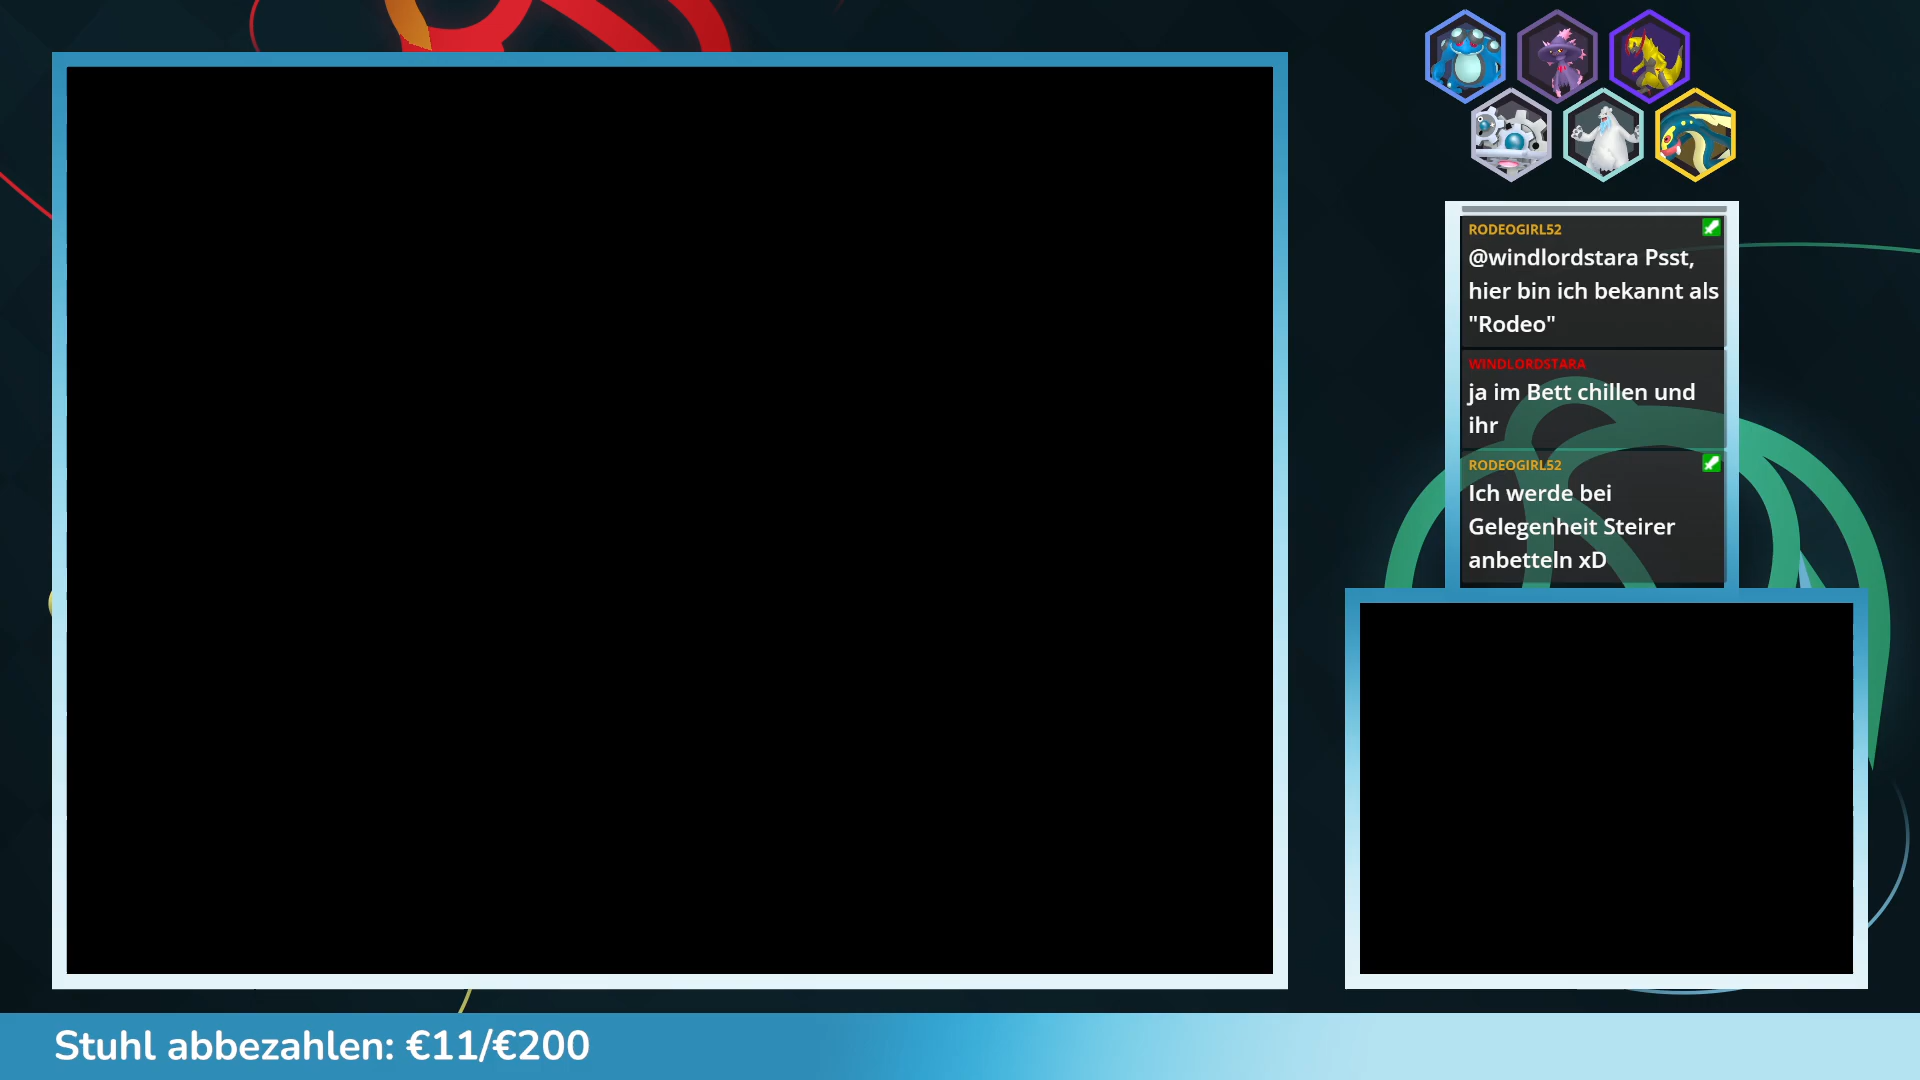 RODEOGIRL52
@windlordstara Psst,
hier bin ich bekannt als
"Rodeo"
WINDLORDSTARA
ja im Bett chillen und
ihr
RODEOGIRL52
Ich werde bei
Gelegenheit Steirer
anbetteln xD
Stuhl abbezahlen: €11/€200